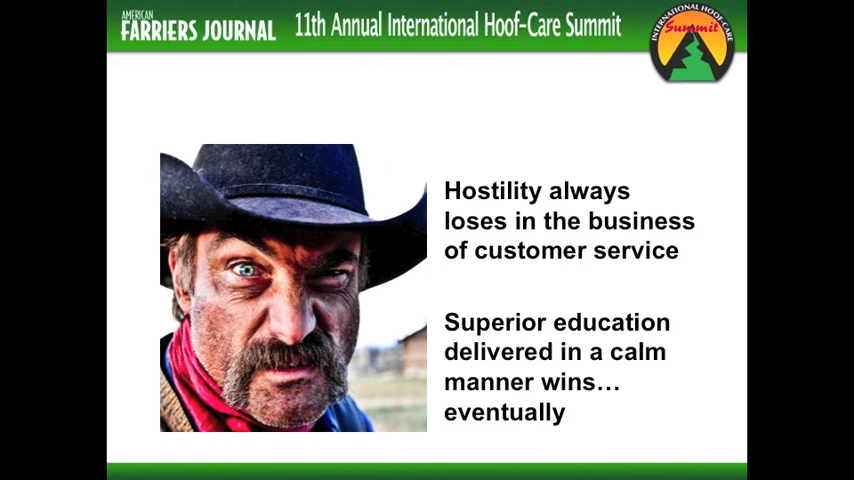 AMERICAN
FARRIERS JOURNAL
11th Annual International Hoof-Care Summit
INTERNATIONAL HOOF-CARE
Summit
Hostility always
loses in the business
of customer service
Superior education
delivered in a calm
manner wins…
eventually